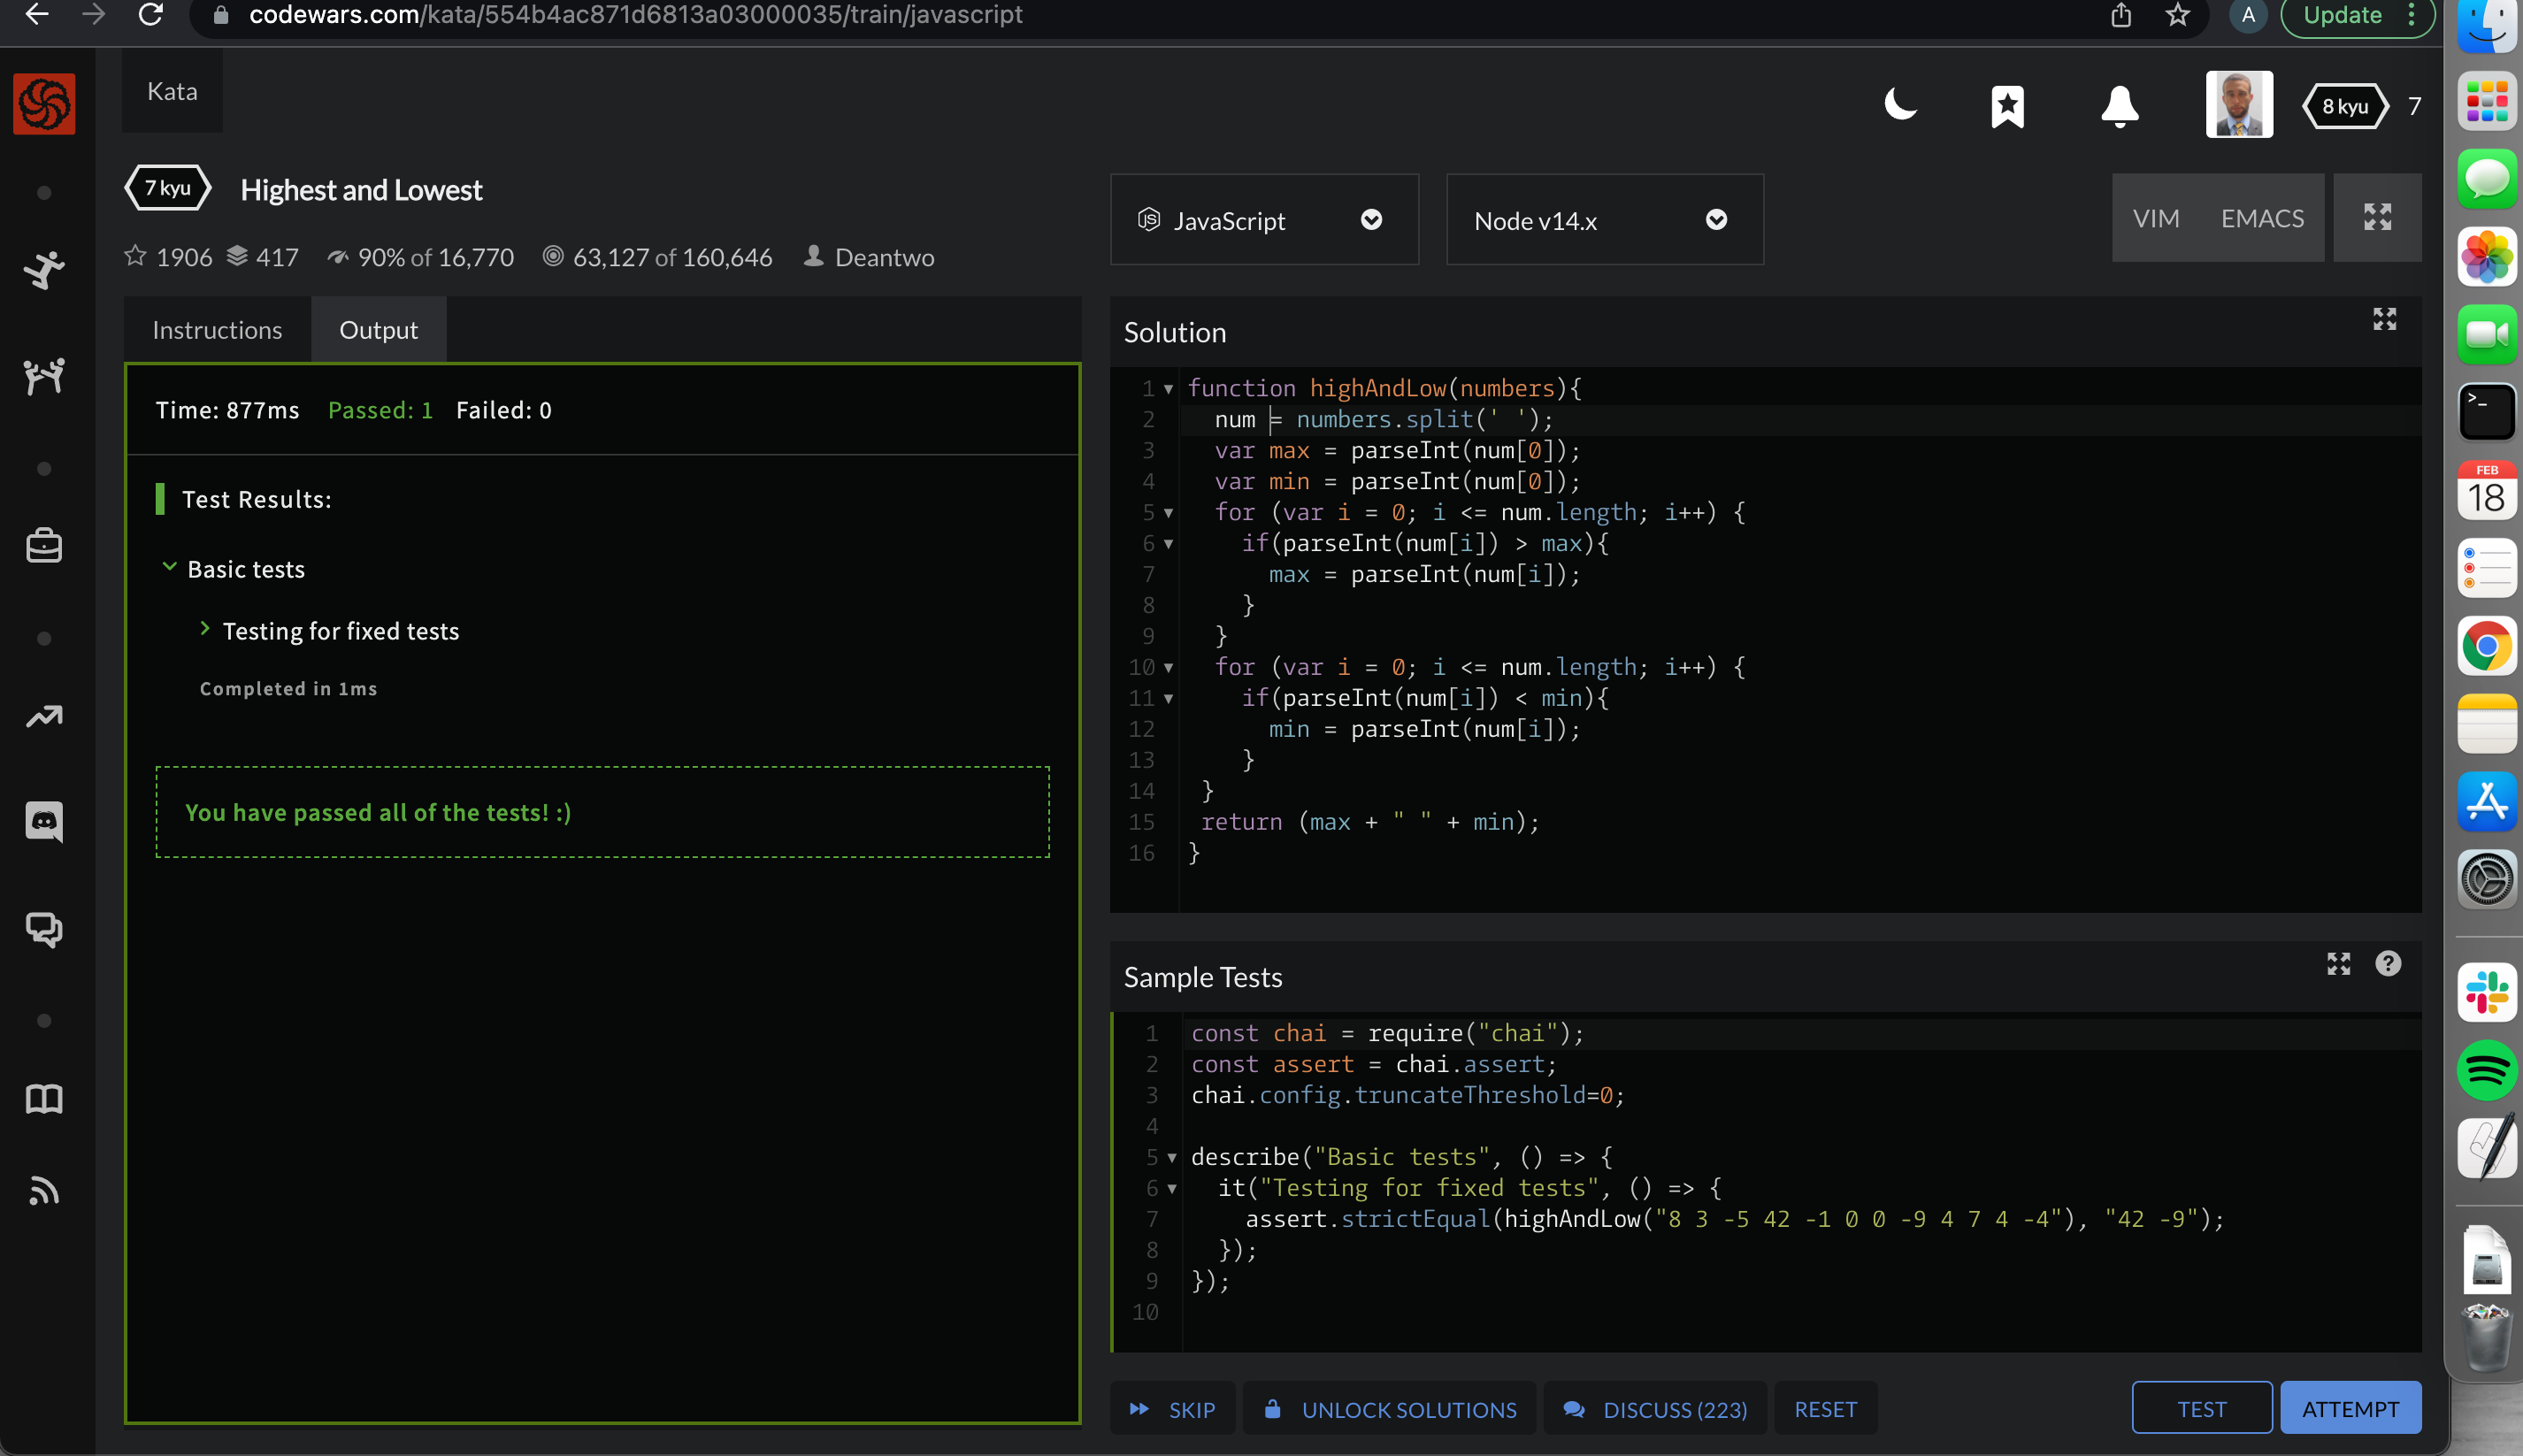 codewars.com/kata/554b4ac871d6813a03000035/train/javascript
A
Update
Kata
8 kyu
7
7 kyu
Highest and Lowest
1906 417 90% of 16,770 63,127 of 160,646 Deantwo
JavaScript
Node v14.x
VIM
EMACS
Instructions
Output
Time: 877ms Passed: 1 Failed: 0
Test Results:
Basic tests
Testing for fixed tests
Completed in 1ms
You have passed all of the tests! :)
Solution
1 function highAndLow(numbers){
2 num = numbers.split(' ');
3 var max = parseInt(num[0]);
4 var min = parseInt(num[0]);
5 for (var i = 0; i <= num.length; i++) {
6 if(parseInt(num[i]) > max){
7 max = parseInt(num[i]);
8 }
9 }
10 for (var i = 0; i <= num.length; i++) {
11 if(parseInt(num[i]) < min){
12 min = parseInt(num[i]);
13 }
14 }
15 return (max + " " + min);
16 }
Sample Tests
1 const chai = require("chai");
2 const assert = chai.assert;
3 chai.config.truncateThreshold=0;
4
5 describe("Basic tests", () => {
6 it("Testing for fixed tests", () => {
7 assert.strictEqual(highAndLow("8 3 -5 42 -1 0 0 -9 4 7 4 -4"), "42 -9");
8 });
9 });
10
SKIP
UNLOCK SOLUTIONS
DISCUSS (223)
RESET
TEST
ATTEMPT
FEB
18